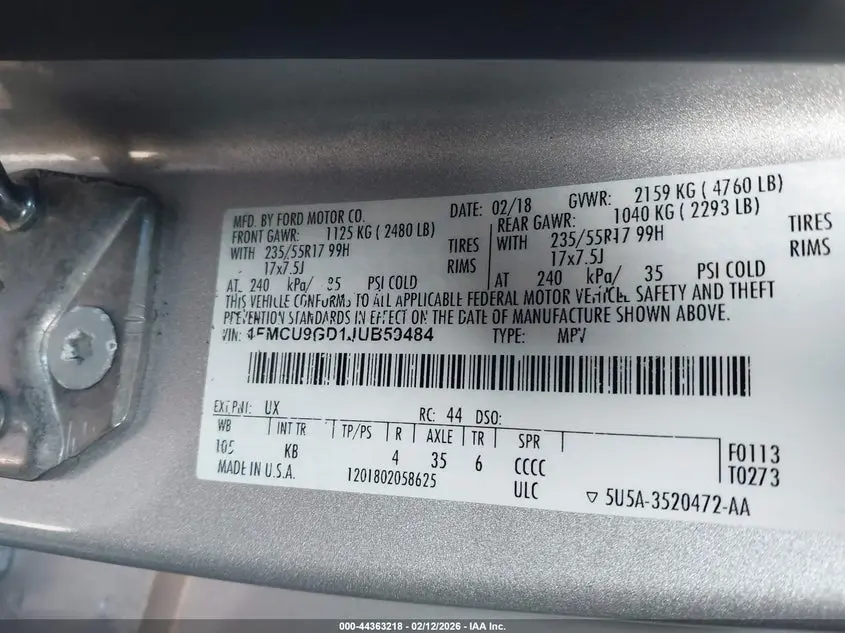 MFD. BY FORD MOTOR CO. DATE: 02/18 GVWR: 2159 KG ( 4760 LB)
FRONT GAWR: 1125 KG ( 2480 LB) REAR GAWR: 1040 KG ( 2293 LB)
WITH 235/55R17 99H TIRES WITH 235/55R17 99H TIRES
17x7.5J RIMS 17x7.5J RIMS
AT 240 kPa/ 35 PSI COLD AT 240 kPa/ 35 PSI COLD
THIS VEHICLE CONFORMS TO ALL APPLICABLE FEDERAL MOTOR VEHICLE SAFETY AND THEFT
PREVENTION STANDARDS IN EFFECT ON THE DATE OF MANUFACTURE SHOWN ABOVE.
VIN: TYPE: MPV
EXT PNT: UX RC: 44 DSO:
WB INT TR TP/PS R AXLE TR SPR
105 KB 4 35 6 CCCC
F0113
T0273
MADE IN U.S.A. 1201802058625 ULC
5U5A-3520472-AA
000-44363218 - 02/12/2026 - IAA Inc.